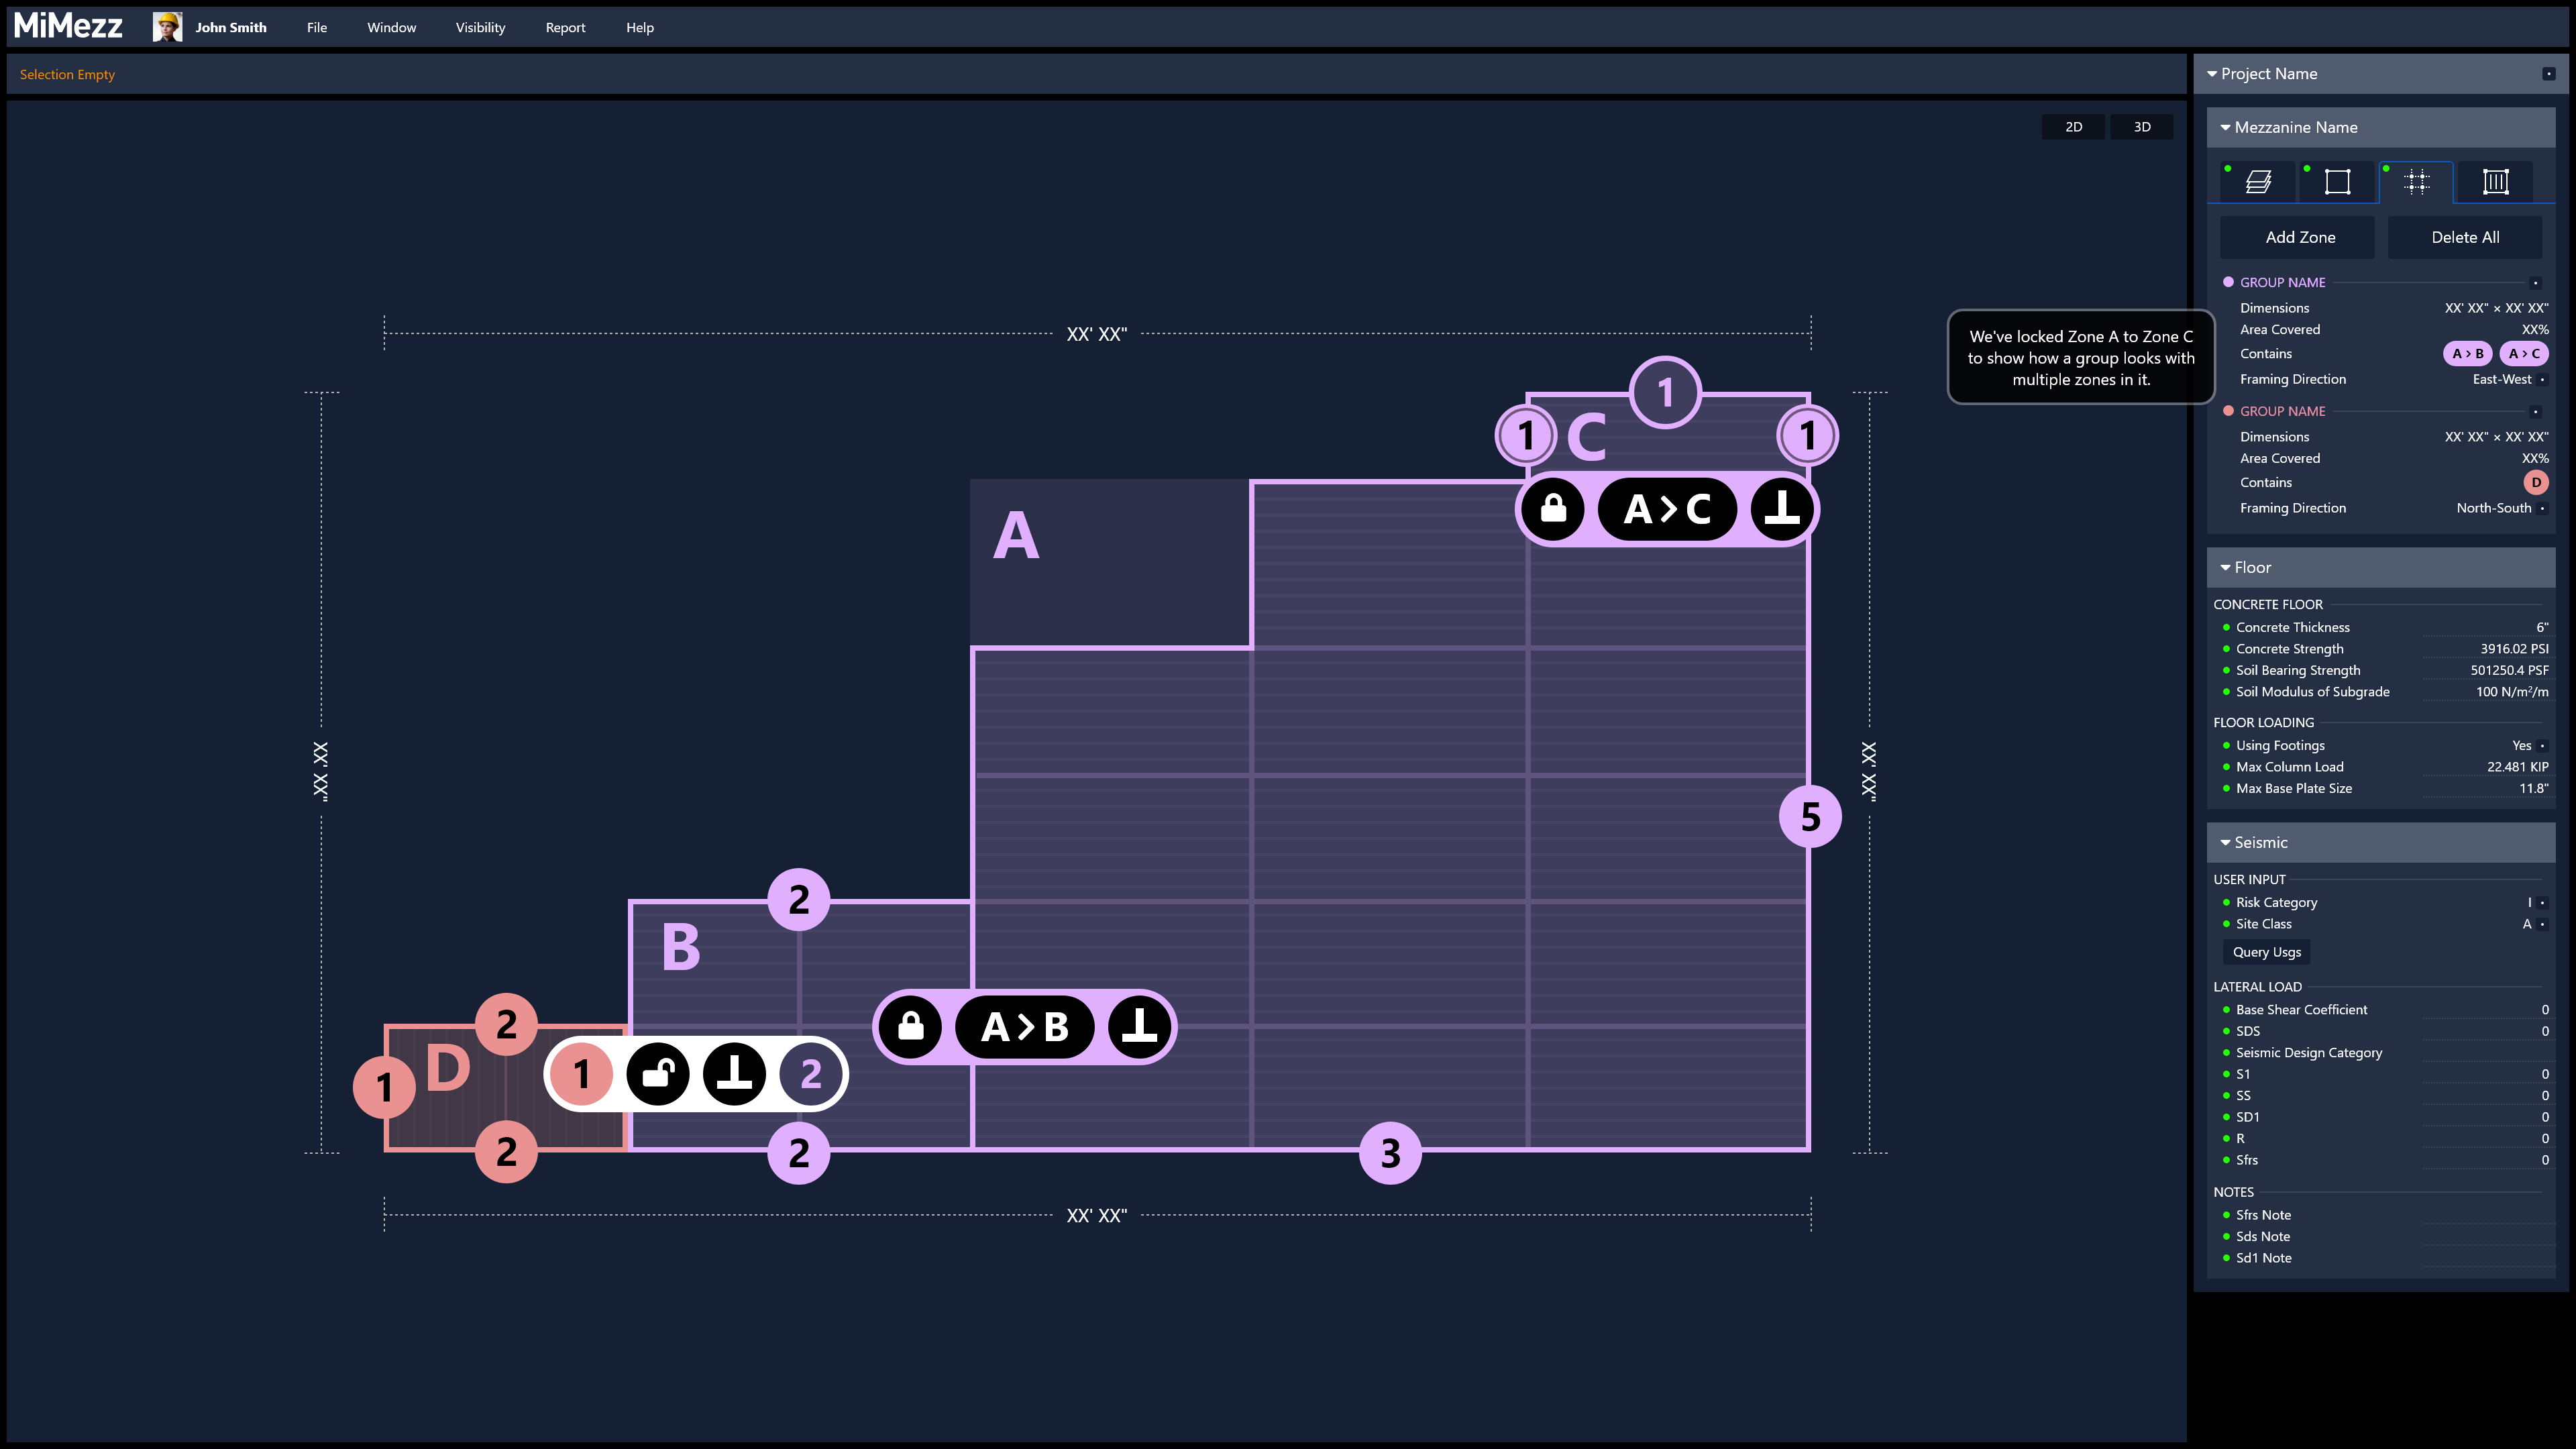 MiMezz John Smith File Window Visibility Report Help
Selection Empty
2D 3D
XX' XX"
XX' XX"
XX' XX"
1
1 C 1
A > C
A
5
2
B
A > B
2
1 D
1 2
2 2 3
XX' XX"
We've locked Zone A to Zone C
to show how a group looks with
multiple zones in it.
Project Name
Mezzanine Name
Add Zone Delete All
GROUP NAME
Dimensions XX' XX" × XX' XX"
Area Covered XX%
Contains A > B A > C
Framing Direction East-West
GROUP NAME
Dimensions XX' XX" × XX' XX"
Area Covered XX%
Contains D
Framing Direction North-South
Floor
CONCRETE FLOOR
Concrete Thickness 6"
Concrete Strength 3916.02 PSI
Soil Bearing Strength 501250.4 PSF
Soil Modulus of Subgrade 100 N/m²/m
FLOOR LOADING
Using Footings Yes
Max Column Load 22.481 KIP
Max Base Plate Size 11.8"
Seismic
USER INPUT
Risk Category I
Site Class A
Query Usgs
LATERAL LOAD
Base Shear Coefficient 0
SDS 0
Seismic Design Category
S1 0
SS 0
SD1 0
R 0
Sfrs 0
NOTES
Sfrs Note
Sds Note
Sd1 Note